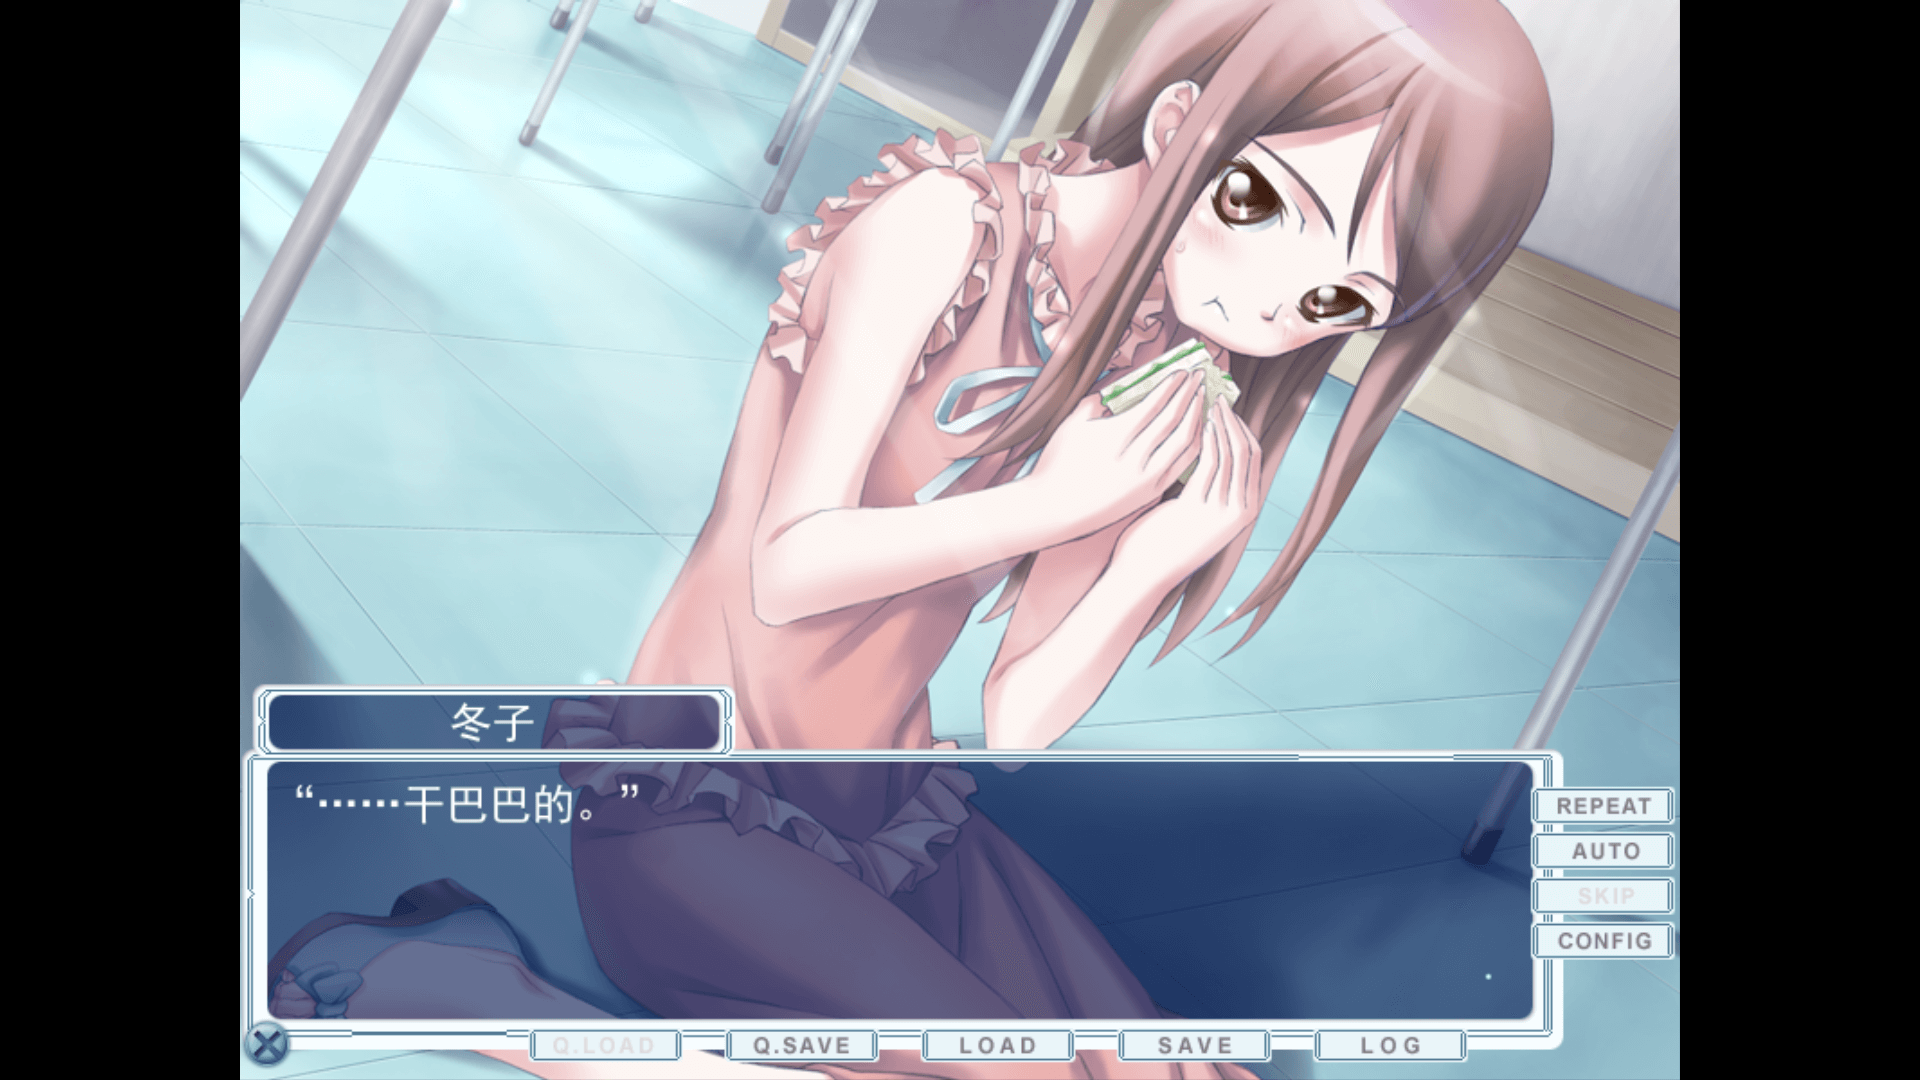 冬子
“……干巴巴的。”
REPEAT
AUTO
SKIP
CONFIG
Q.LOAD
Q.SAVE
LOAD
SAVE
LOG